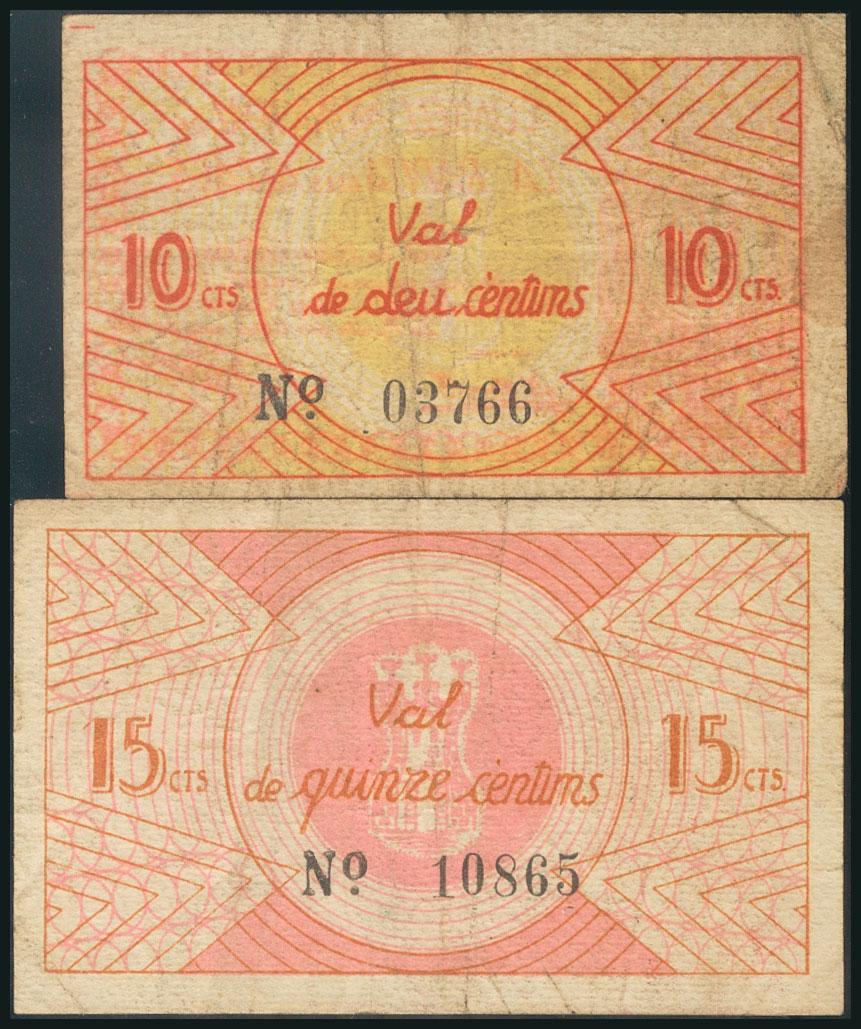 Val
10 CTS de deu cèntims 10 CTS.
Nº 03766
Val
15 CTS de quinze cèntims 15 CTS.
Nº 10865